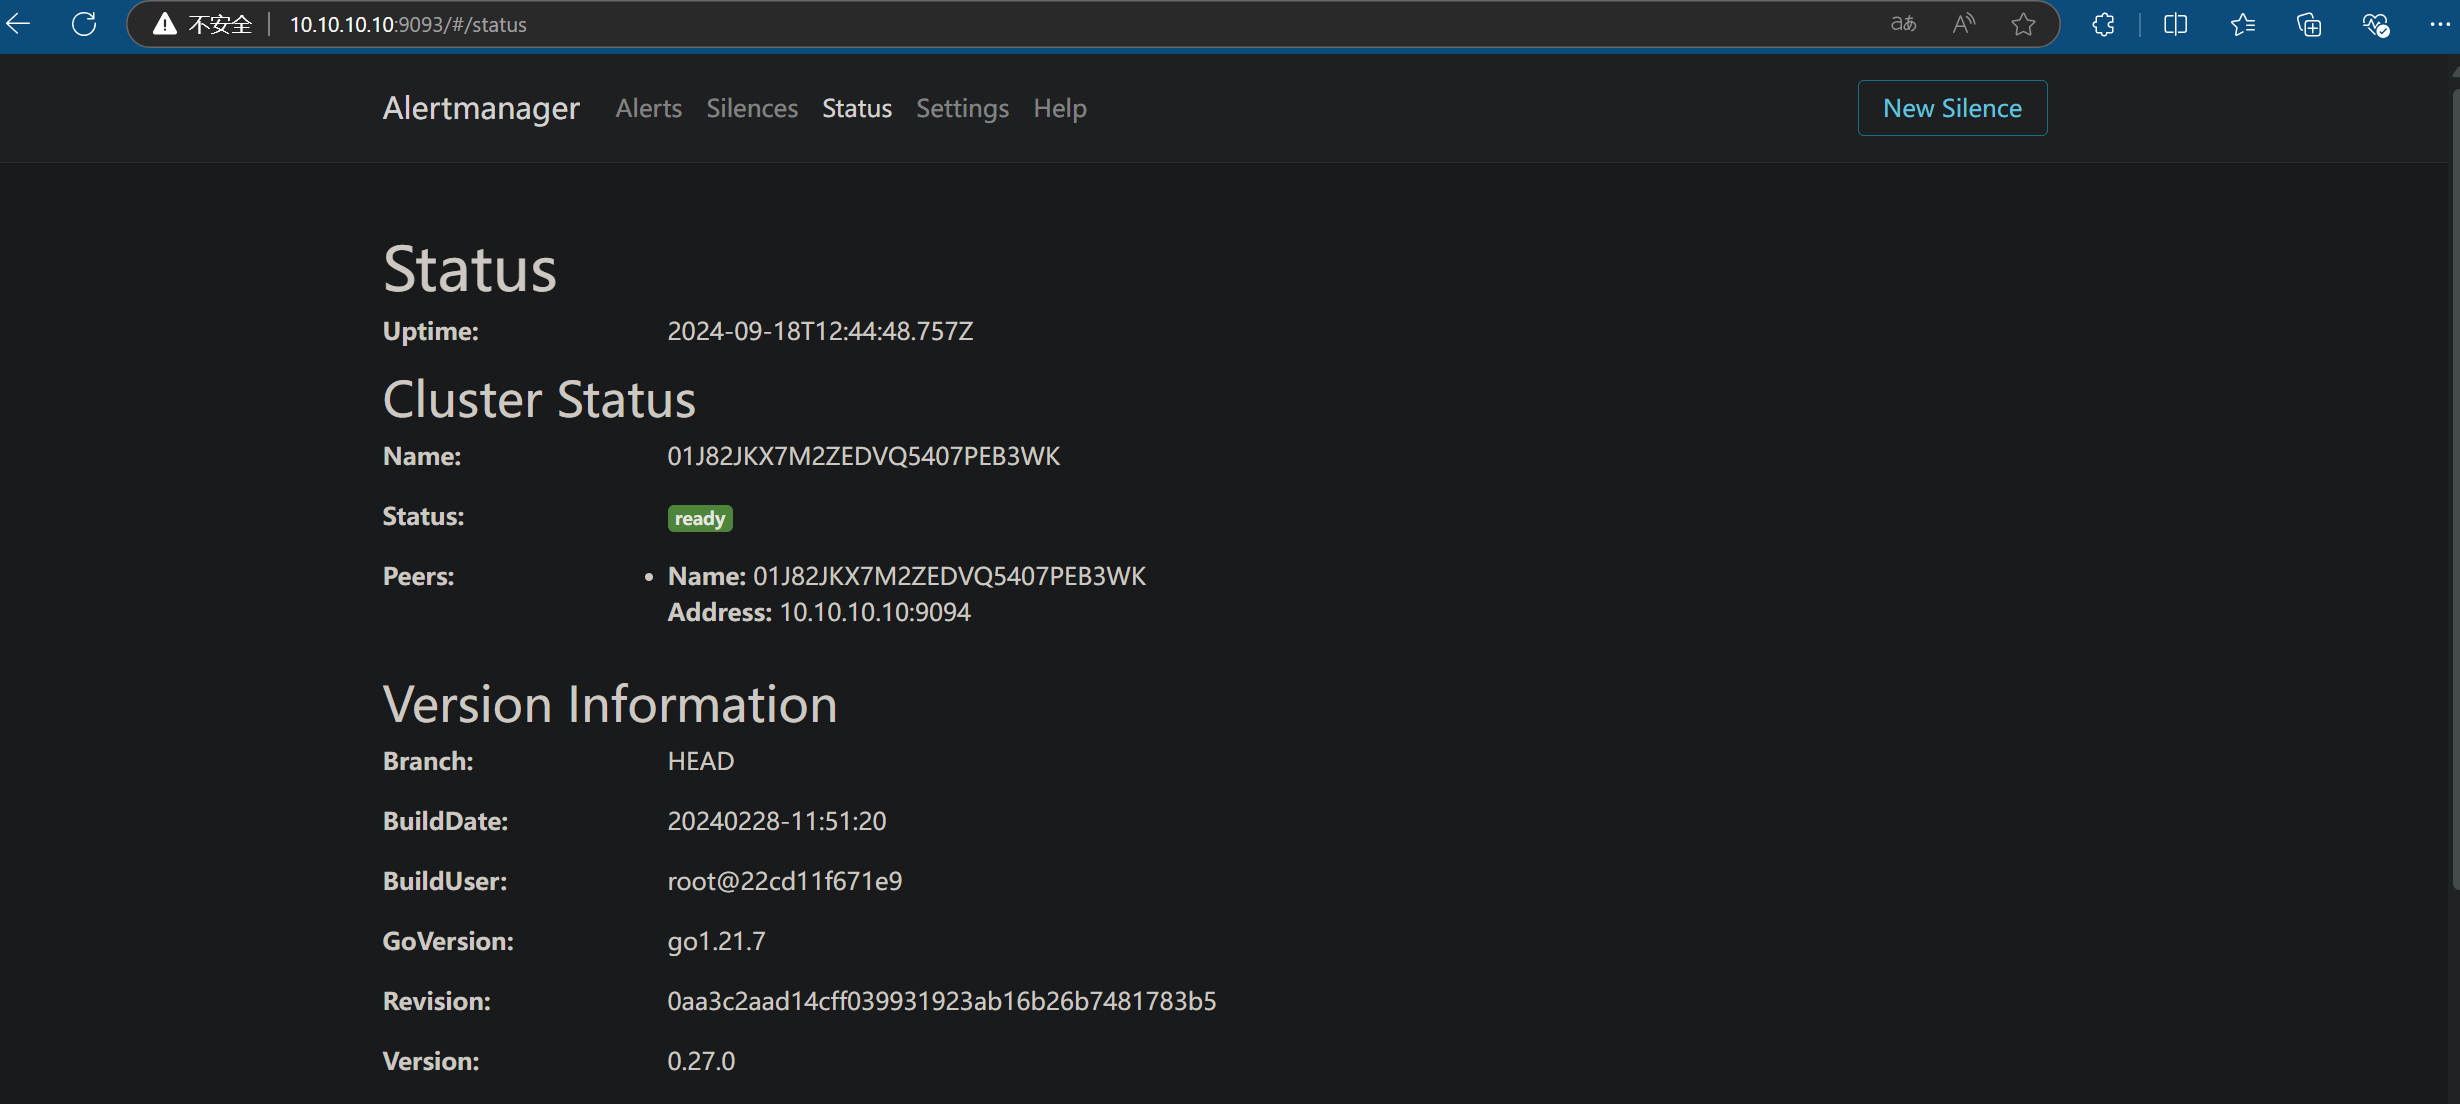 不安全 10.10.10.10:9093/#/status
Alertmanager Alerts Silences Status Settings Help New Silence
Status
Uptime: 2024-09-18T12:44:48.757Z
Cluster Status
Name: 01J82JKX7M2ZEDVQ5407PEB3WK
Status: ready
Peers: • Name: 01J82JKX7M2ZEDVQ5407PEB3WK
Address: 10.10.10.10:9094
Version Information
Branch: HEAD
BuildDate: 20240228-11:51:20
BuildUser: root@22cd11f671e9
GoVersion: go1.21.7
Revision: 0aa3c2aad14cff039931923ab16b26b7481783b5
Version: 0.27.0